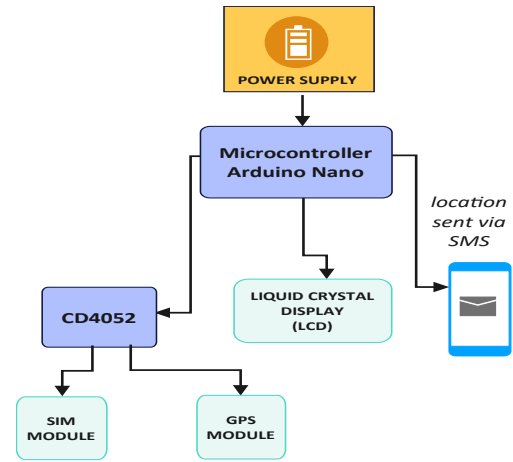 POWER SUPPLY
Microcontroller
Arduino Nano
location
sent via
SMS
LIQUID CRYSTAL
DISPLAY
(LCD)
CD4052
SIM
MODULE
GPS
MODULE